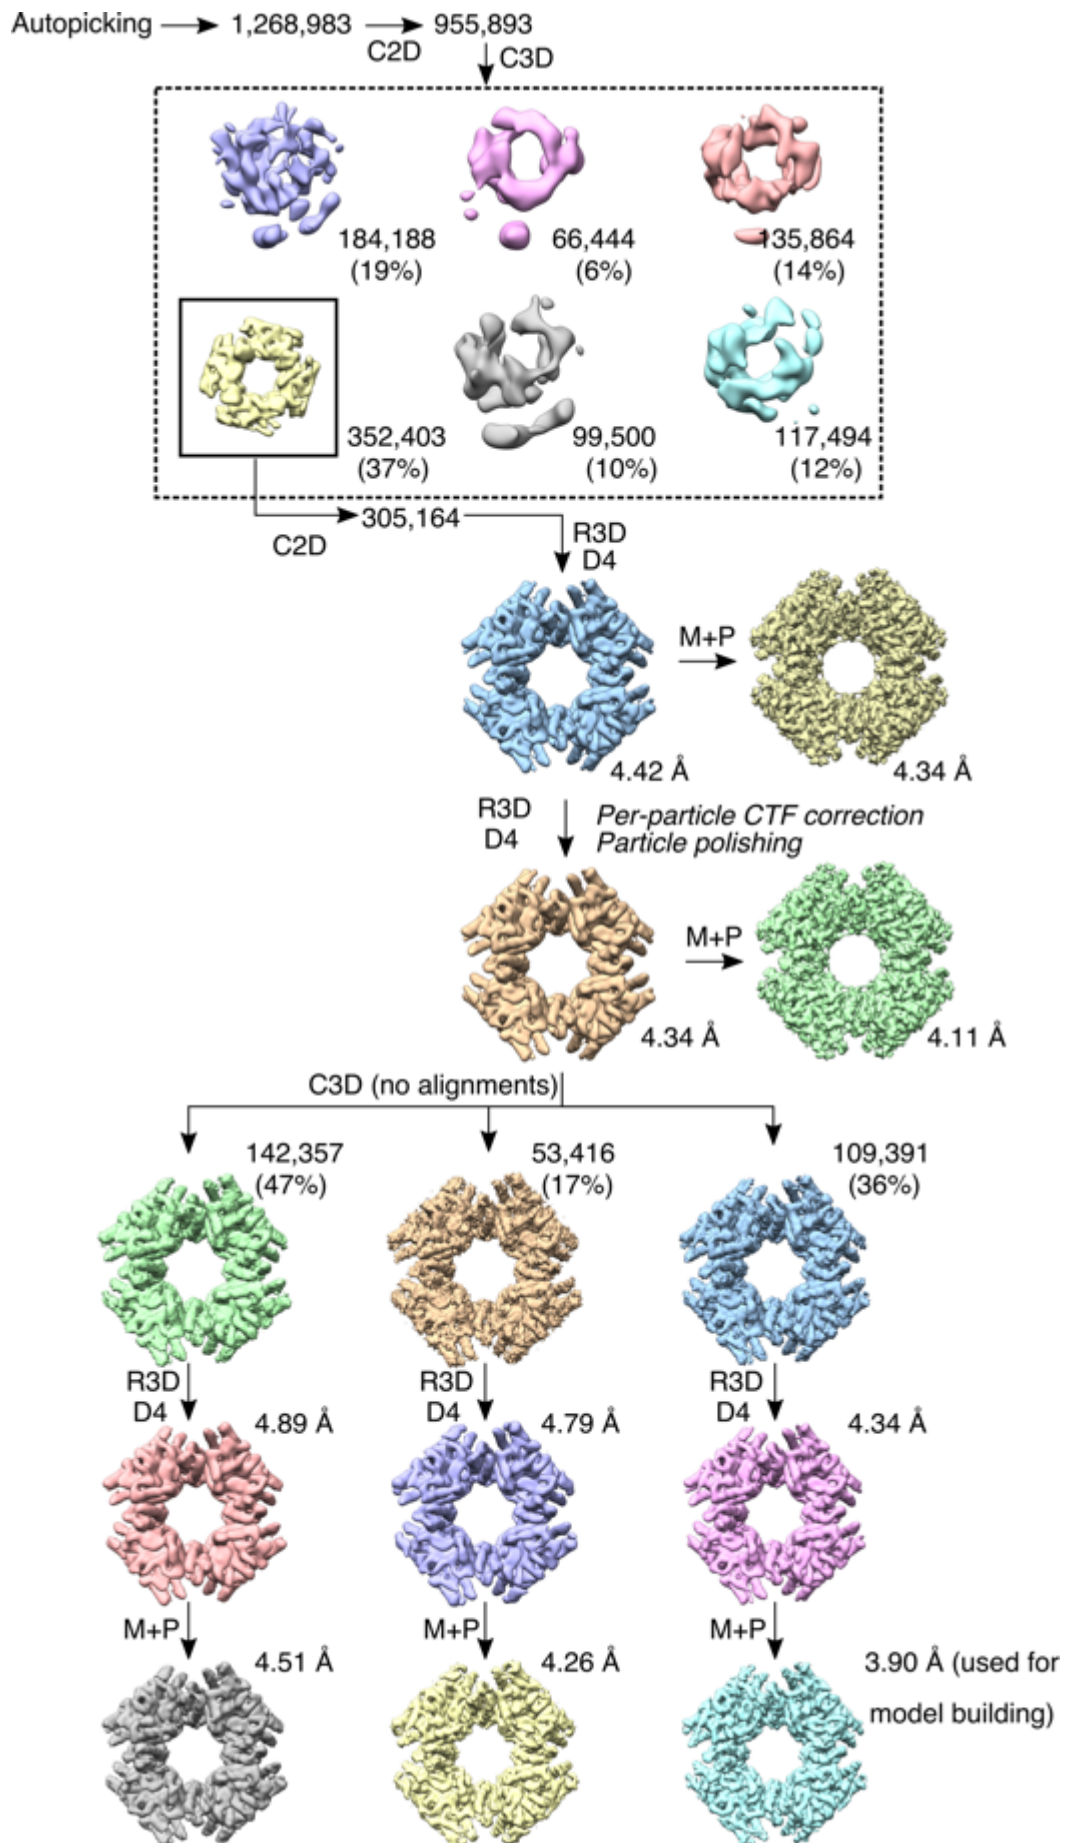 Autopicking 1,268,983 955,893
C2D C3D
184,188 66,444 135,864
(19%) (6%) (14%)
352,403 99,500 117,494
(37%) (10%) (12%)
C2D 305,164 R3D
D4
M+P
4.42 Å 4.34 Å
R3D Per-particle CTF correction
D4 Particle polishing
M+P
4.34 Å 4.11 Å
C3D (no alignments)
142,357 53,416 109,391
(47%) (17%) (36%)
R3D R3D R3D
D4 4.89 Å D4 4.79 Å D4 4.34 Å
M+P M+P M+P
4.51 Å 4.26 Å 3.90 Å (used for
model building)